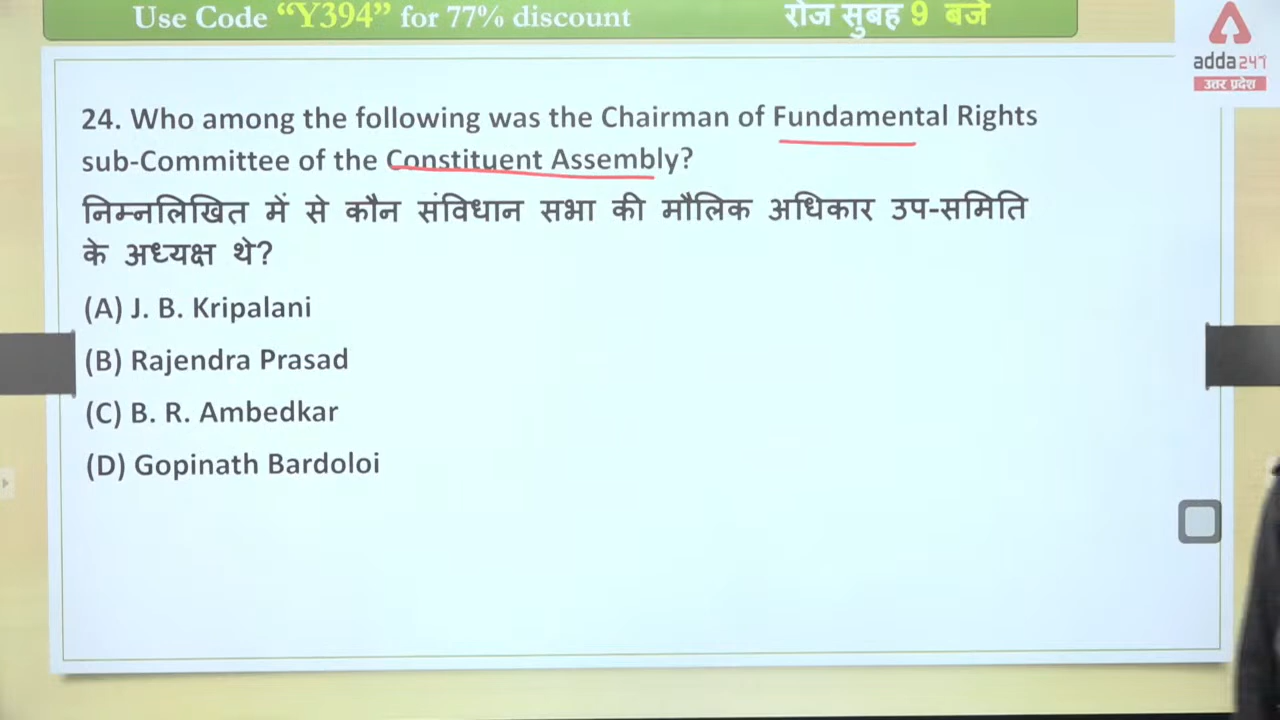 Use Code “Y394” for 77% discount रोज सुबह 9 बजे
adda247
उत्तर प्रदेश
24. Who among the following was the Chairman of Fundamental Rights
sub-Committee of the Constituent Assembly?
निम्नलिखित में से कौन संविधान सभा की मौलिक अधिकार उप-समिति
के अध्यक्ष थे?
(A) J. B. Kripalani
(B) Rajendra Prasad
(C) B. R. Ambedkar
(D) Gopinath Bardoloi